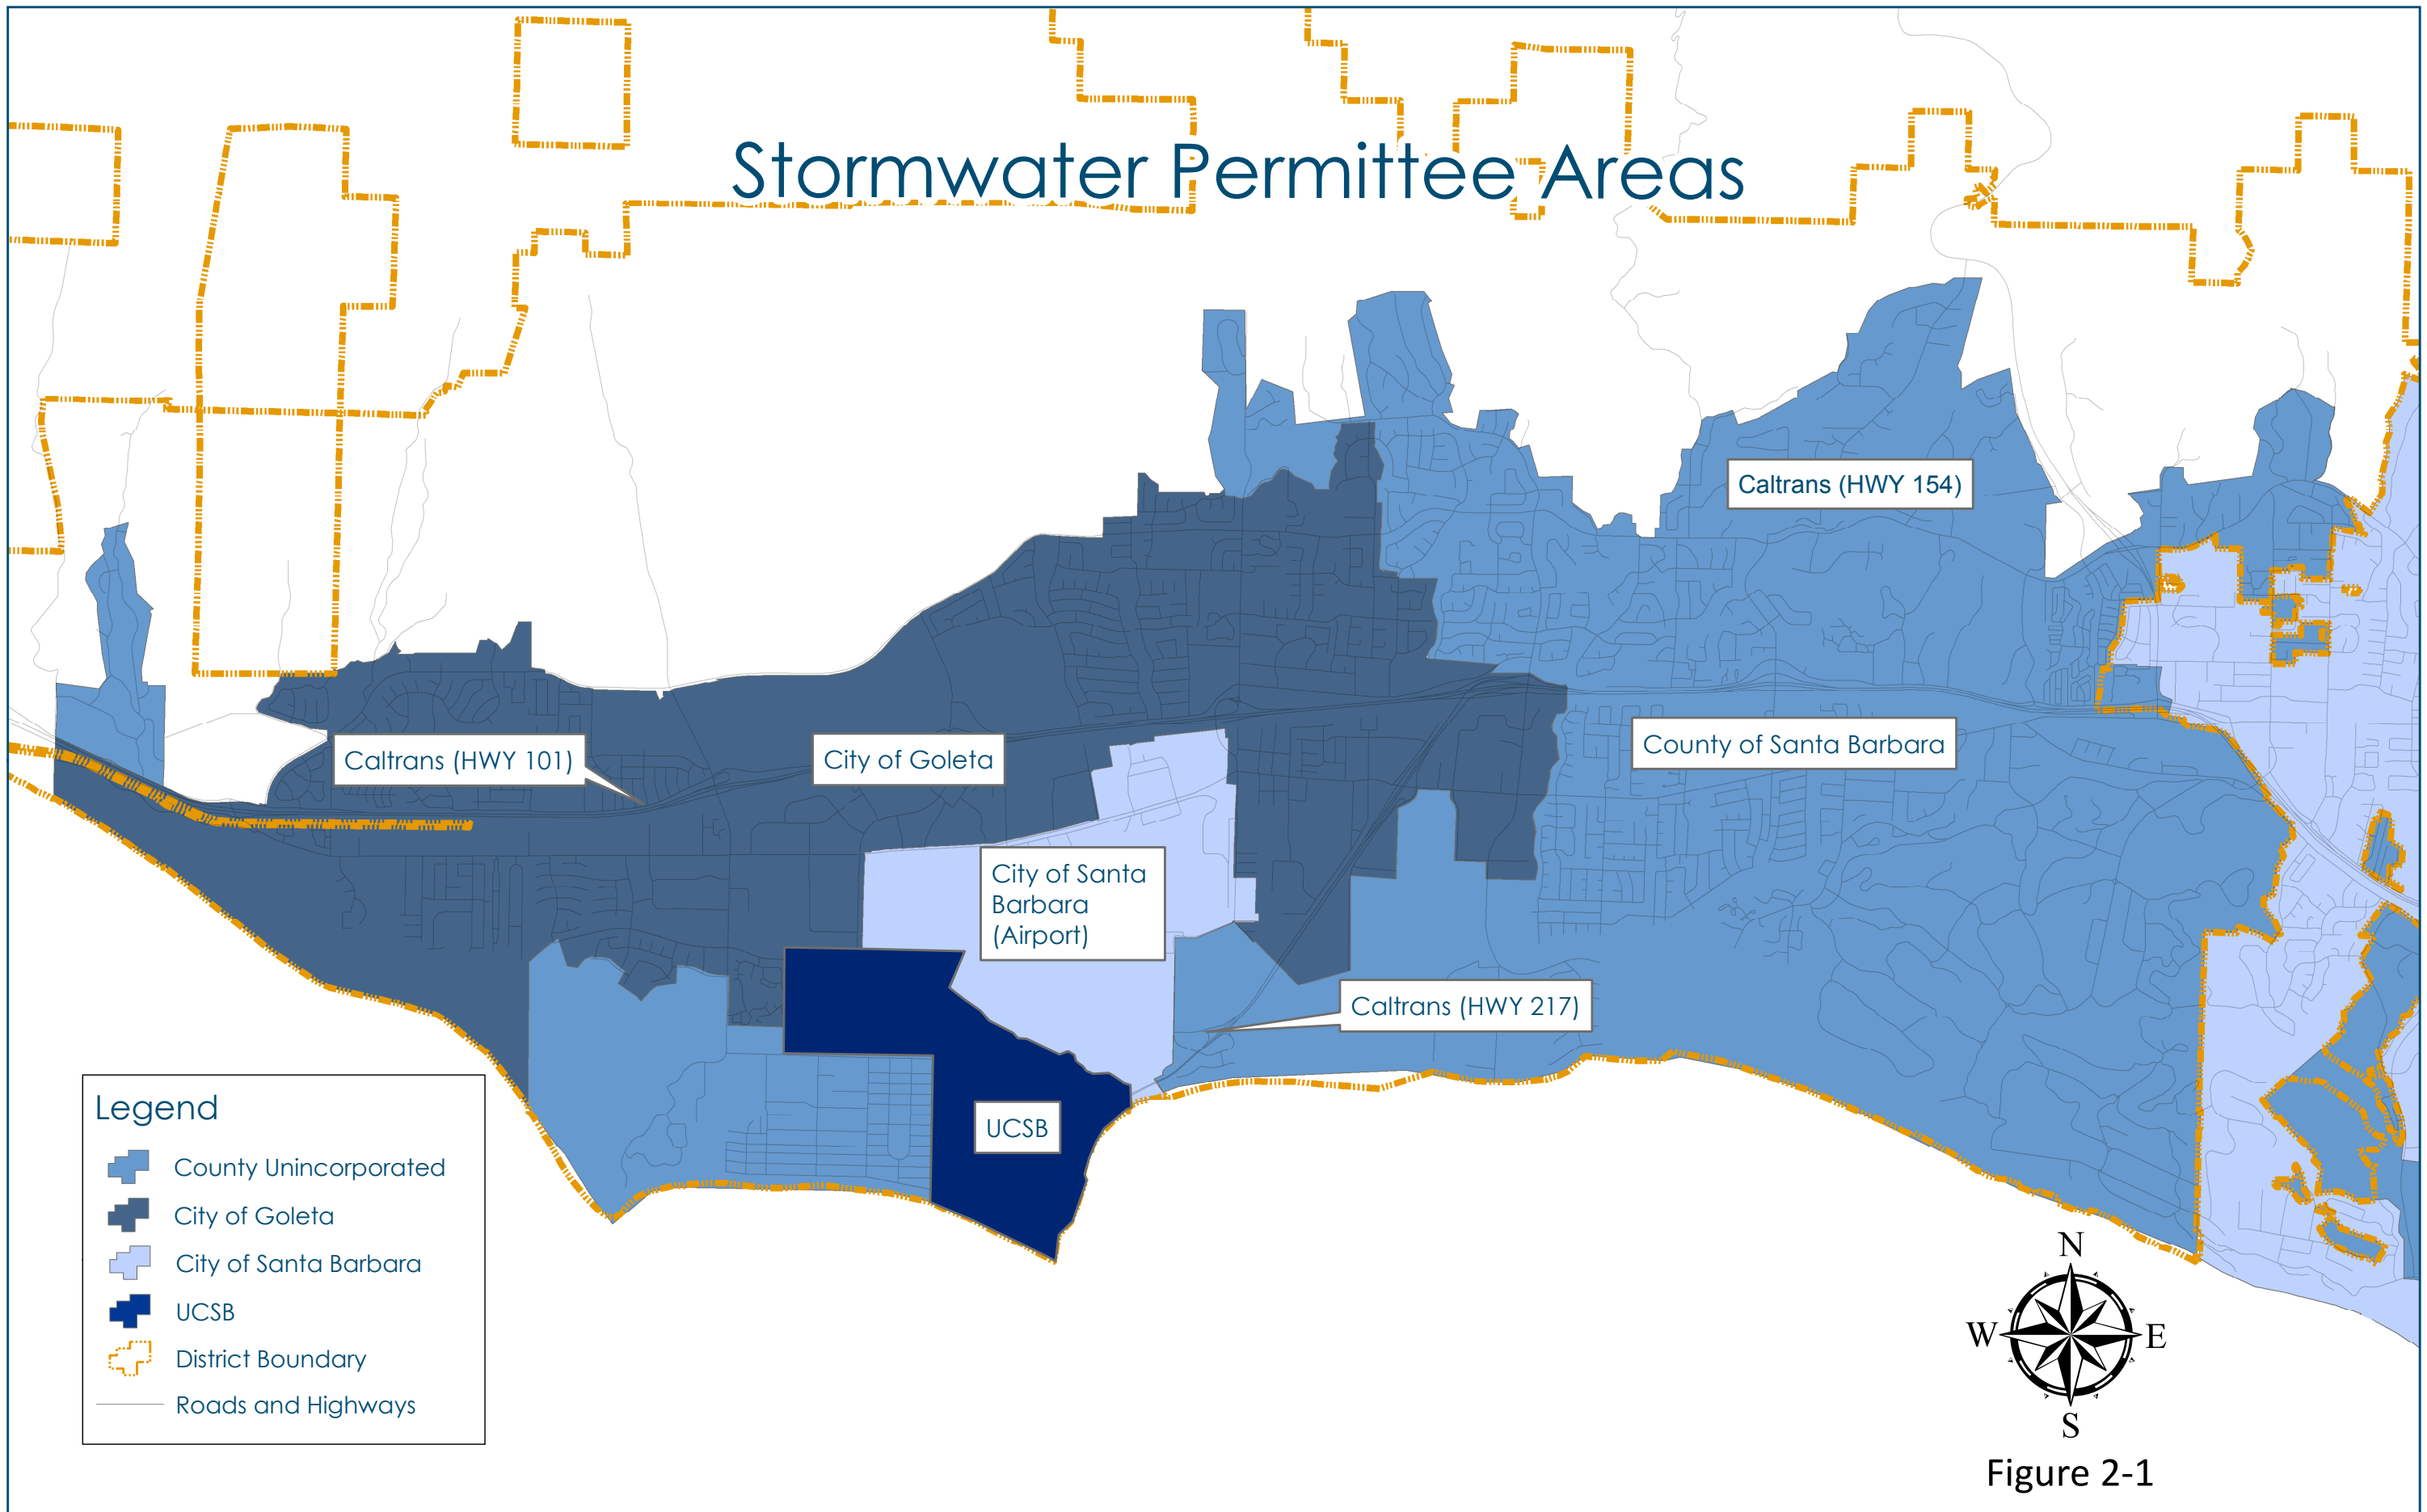 Stormwater Permittee Areas
Caltrans (HWY 154)
Caltrans (HWY 101)
City of Goleta
County of Santa Barbara
City of Santa
Barbara
(Airport)
Caltrans (HWY 217)
UCSB
Legend
County Unincorporated
City of Goleta
City of Santa Barbara
UCSB
District Boundary
Roads and Highways
N
W
E
S
Figure 2-1